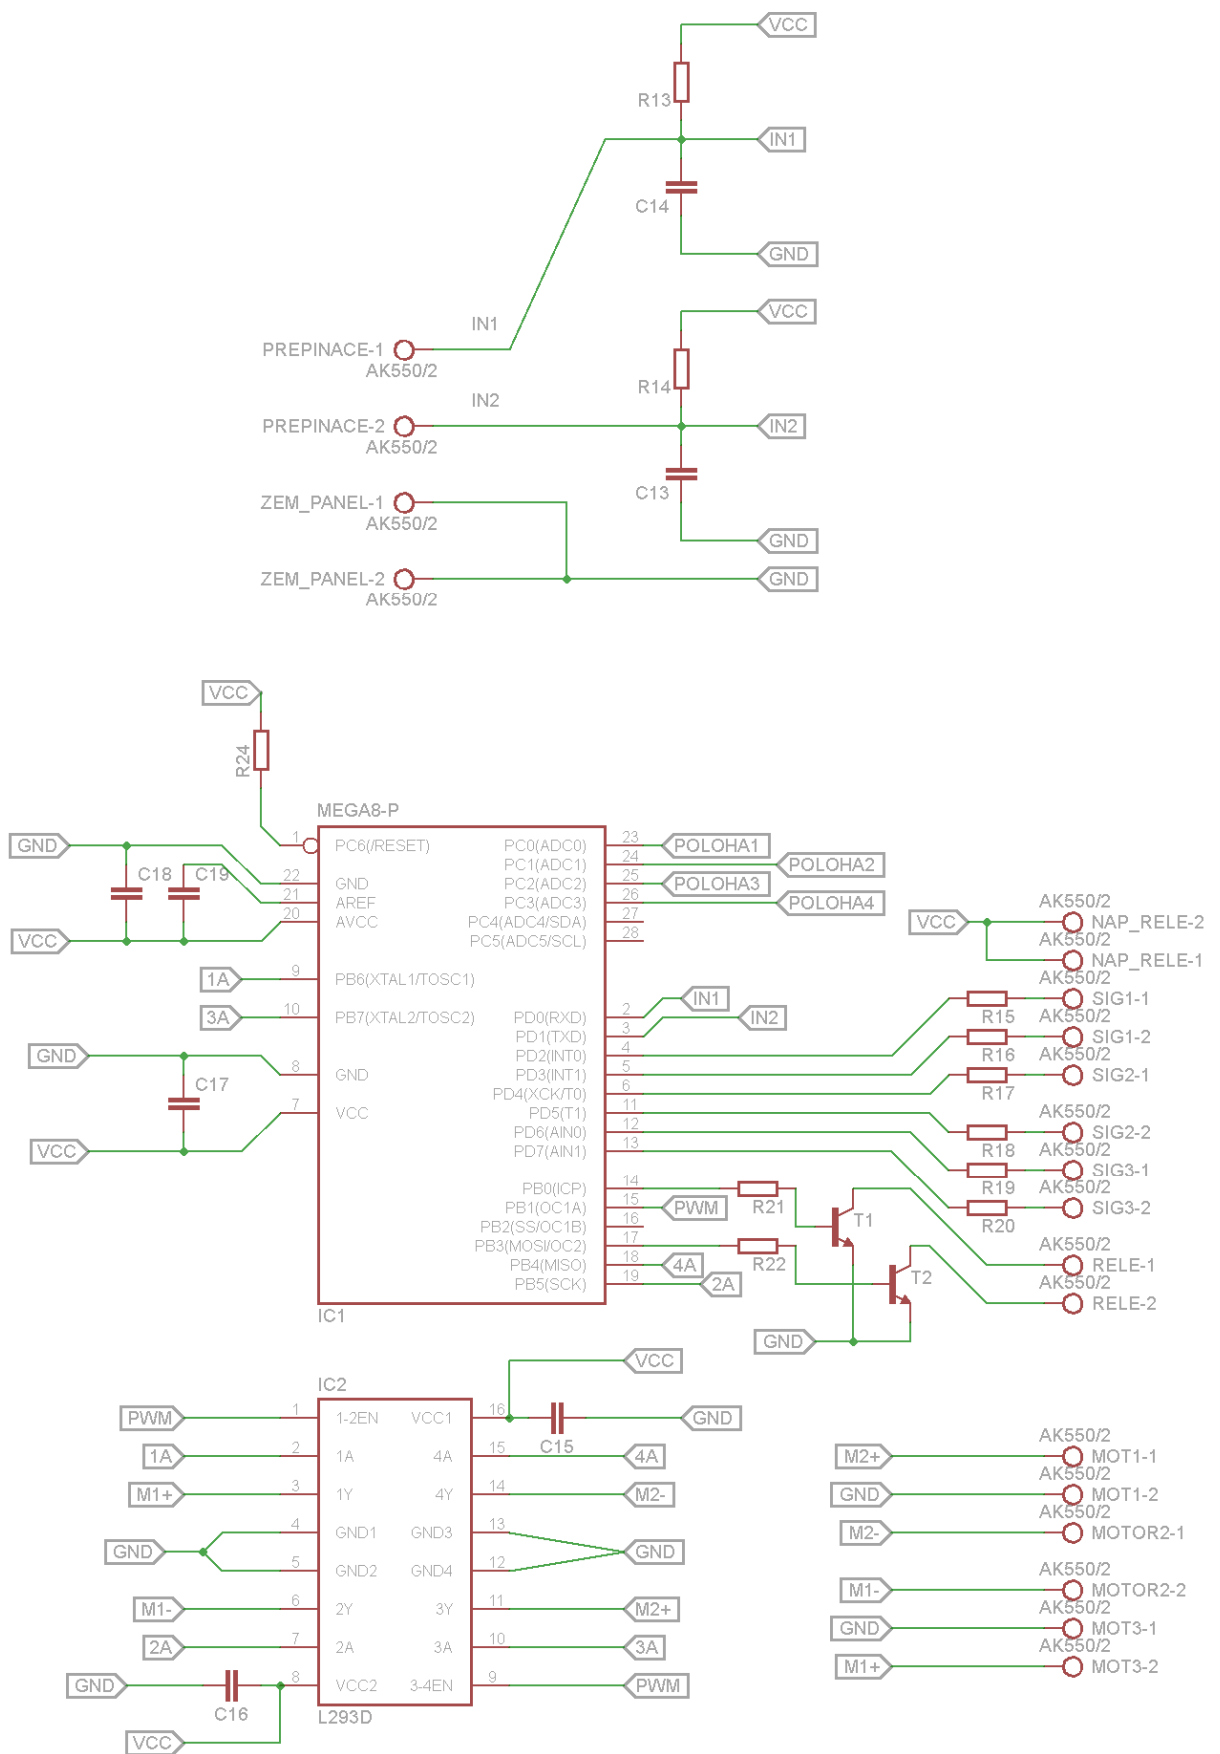 VCC
R13
IN1
C14
GND
VCC
IN1
PREPINACE-1
AK550/2
R14
IN2
PREPINACE-2
IN2
AK550/2
C13
ZEM_PANEL-1
AK550/2
GND
ZEM_PANEL-2
GND
AK550/2
VCC
R24
MEGA8-P
GND
1 PC6(/RESET) PC0(ADC0) 23 POLOHA1
PC1(ADC1) 24 POLOHA2
C18 C19 22 GND PC2(ADC2) 25 POLOHA3
21 AREF PC3(ADC3) 26 POLOHA4
20 AVCC PC4(ADC4/SDA) 27
VCC PC5(ADC5/SCL) 28
AK550/2
VCC NAP_RELE-2
AK550/2
NAP_RELE-1
1A 9 PB6(XTAL1/TOSC1)
AK550/2
IN1 R15 SIG1-1
3A 10 PB7(XTAL2/TOSC2) PD0(RXD) 2 IN2
AK550/2
PD1(TXD) 3 R16 SIG1-2
GND PD2(INT0) 4
AK550/2
C17 8 GND PD3(INT1) 5 R17 SIG2-1
PD4(XCK/T0) 6
7 VCC PD5(T1) 11
AK550/2
PD6(AIN0) 12 R18 SIG2-2
VCC PD7(AIN1) 13
AK550/2
R19 SIG3-1
PB0(ICP) 14 R21
AK550/2
PB1(OC1A) 15 PWM R20 SIG3-2
PB2(SS/OC1B) 16 T1
PB3(MOSI/OC2) 17 R22
AK550/2
PB4(MISO) 18 4A RELE-1
PB5(SCK) 19 2A T2
AK550/2
RELE-2
IC1
GND
VCC
IC2
PWM 1 1-2EN VCC1 16 GND
C15
1A 2 1A 4A 15 4A
M1+ 3 1Y 4Y 14 M2-
4 GND1 GND3 13
GND GND
5 GND2 GND4 12
M1- 6 2Y 3Y 11 M2+
2A 7 2A 3A 10 3A
GND 8 VCC2 3-4EN 9 PWM
C16
L293D
VCC
AK550/2
M2+ MOT1-1
AK550/2
GND MOT1-2
AK550/2
M2- MOTOR2-1
AK550/2
M1- MOTOR2-2
AK550/2
GND MOT3-1
AK550/2
M1+ MOT3-2